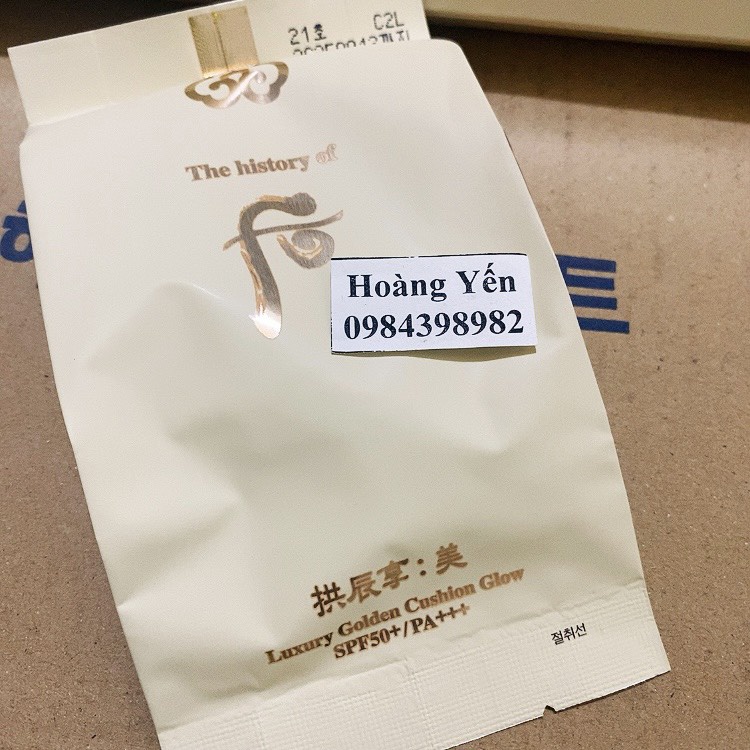 21호 C2L
The history of
후
Hoàng Yến
0984398982
拱辰享:美
Luxury Golden Cushion Glow
SPF50+/PA+++
절취선